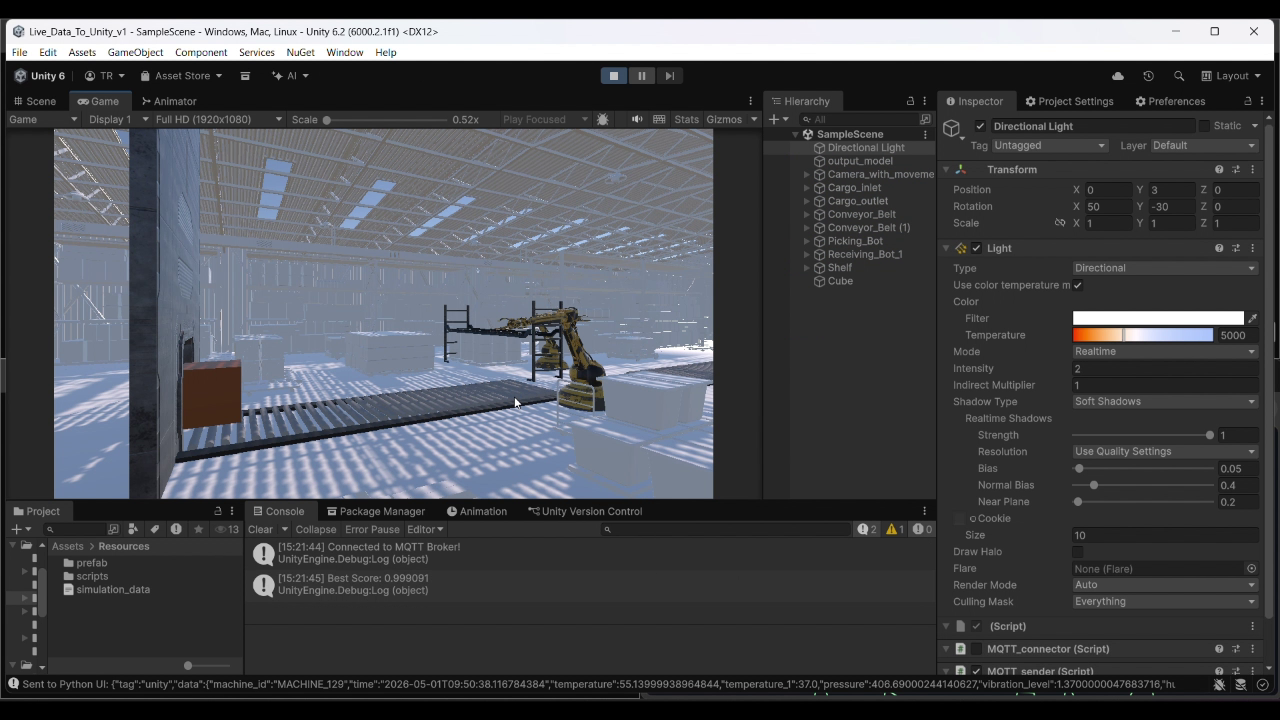 Live_Data_To_Unity_v1 - SampleScene - Windows, Mac, Linux - Unity 6.2 (6000.2.1f1) <DX12>
File Edit Assets GameObject Component Services NuGet Window Help
Unity 6 TR Asset Store AI Layout
Scene Game Animator
Game Display 1 Full HD (1920x1080) Scale 0.52x Play Focused Stats Gizmos
Hierarchy
All
SampleScene
Directional Light
output_model
Camera_with_moveme
Cargo_Inlet
Cargo_outlet
Conveyor_Belt
Conveyor_Belt (1)
Picking_Bot
Receiving_Bot_1
Shelf
Cube
Inspector Project Settings Preferences
Directional Light Static
Tag Untagged Layer Default
Transform
Position X 0 Y 3 Z 0
Rotation X 50 Y -30 Z 0
Scale X 1 Y 1 Z 1
Light
Type Directional
Use color temperature m
Color
Filter
Temperature 5000
Mode Realtime
Intensity 2
Indirect Multiplier 1
Shadow Type Soft Shadows
Realtime Shadows
Strength 1
Resolution Use Quality Settings
Bias 0.05
Normal Bias 0.4
Near Plane 0.2
Cookie
Size 10
Draw Halo
Flare None (Flare)
Render Mode Auto
Culling Mask Everything
(Script)
MQTT_connector (Script)
MQTT_sender (Script)
Project
13
Assets > Resources
prefab
scripts
simulation_data
Console Package Manager Animation Unity Version Control
Clear Collapse Error Pause Editor 2 1 0
[15:21:44] Connected to MQTT Broker!
UnityEngine.Debug:Log (object)
[15:21:45] Best Score: 0.999091
UnityEngine.Debug:Log (object)
Sent to Python UI: {"tag":"unity","data":{"machine_id":"MACHINE_129","time":"2026-05-01T09:50:38.116784384","temperature":55.13999938964844,"temperature_1":37.0,"pressure":406.69000244140627,"vibration_level":1.3700000047683716,"hu